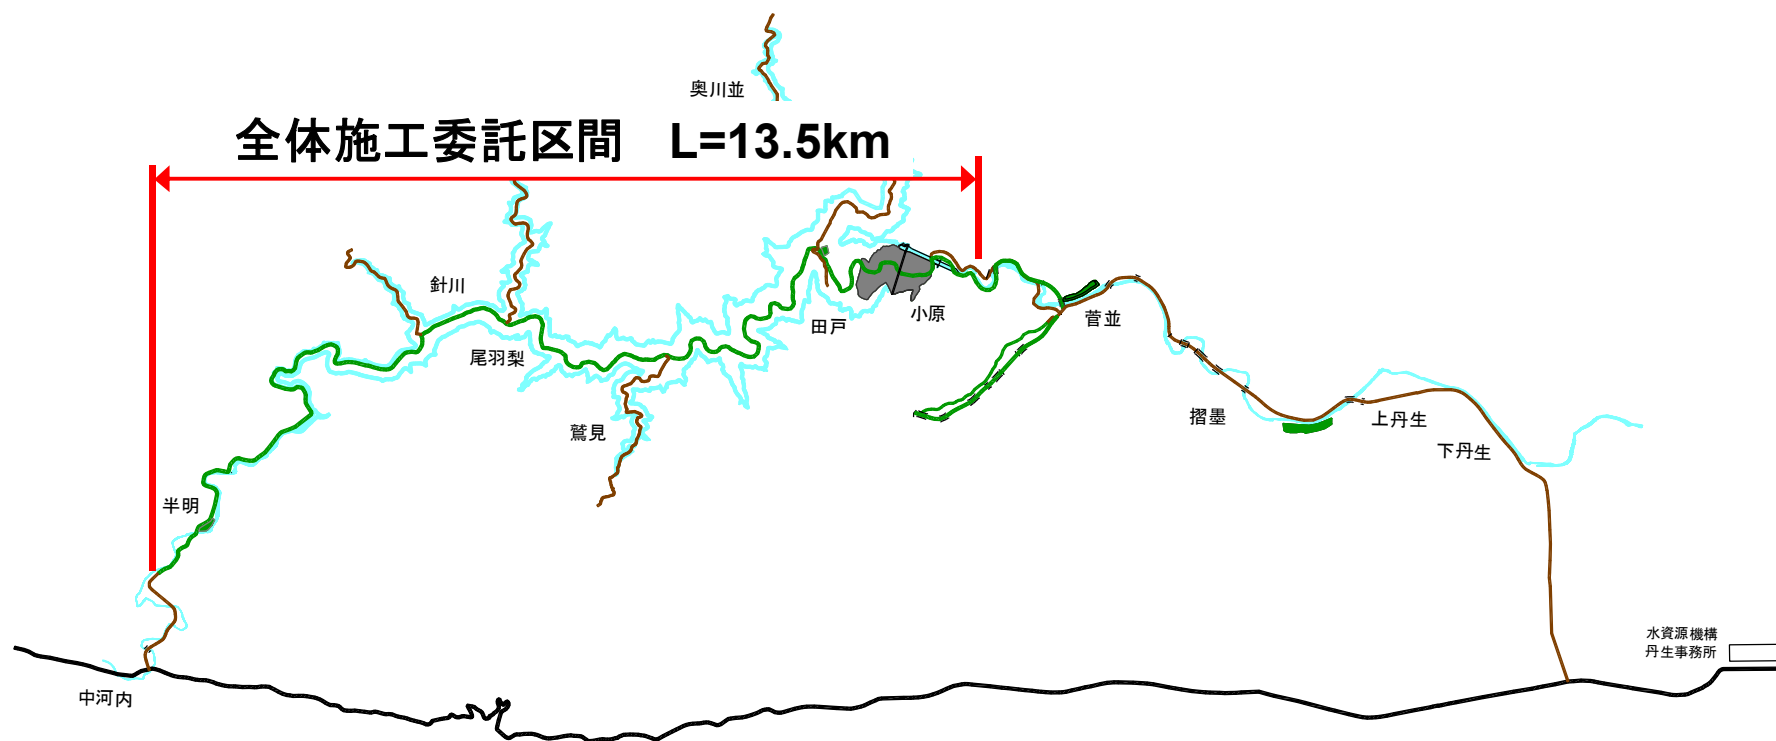 奥川並
全体施工委託区間　L=13.5km
針川
尾羽梨
田戸
小原
菅並
鷲見
摺墨
上丹生
下丹生
半明
水資源機構
丹生事務所
中河内